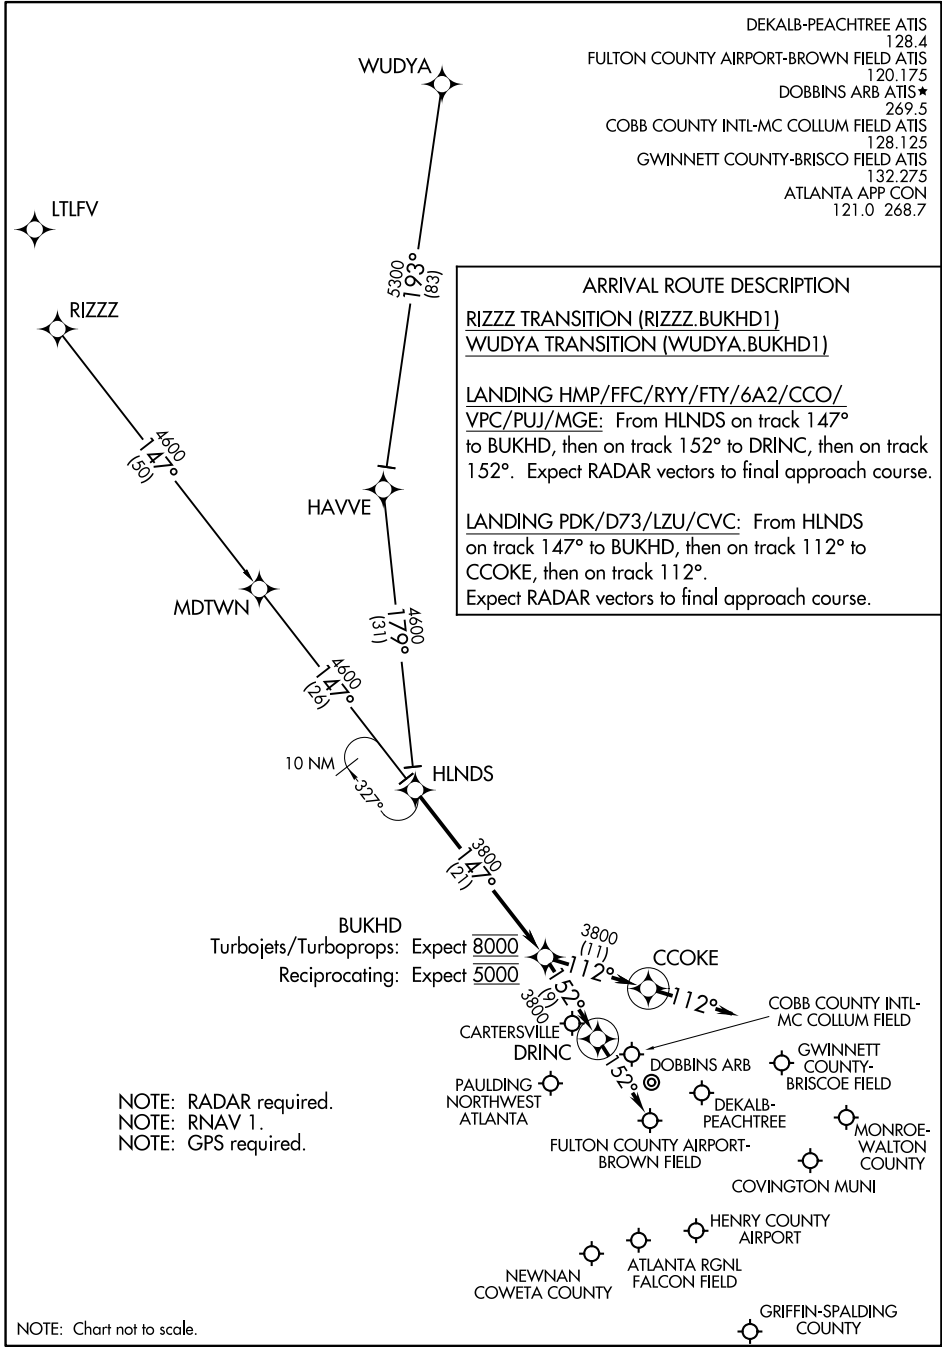 DEKALB-PEACHTREE ATIS
128.4
FULTON COUNTY AIRPORT-BROWN FIELD ATIS
120.175
DOBBINS ARB ATIS★
269.5
COBB COUNTY INTL-MC COLLUM FIELD ATIS
128.125
GWINNETT COUNTY-BRISCO FIELD ATIS
132.275
ATLANTA APP CON
121.0 268.7
WUDYA
LTLFV
RIZZZ
5300
193°
(83)
ARRIVAL ROUTE DESCRIPTION
RIZZZ TRANSITION (RIZZZ.BUKHD1)
WUDYA TRANSITION (WUDYA.BUKHD1)
LANDING HMP/FFC/RYY/FTY/6A2/CCO/
VPC/PUJ/MGE: From HLNDS on track 147°
to BUKHD, then on track 152° to DRINC, then on track
152°. Expect RADAR vectors to final approach course.
LANDING PDK/D73/LZU/CVC: From HLNDS
on track 147° to BUKHD, then on track 112° to
CCOKE, then on track 112°.
Expect RADAR vectors to final approach course.
4600
147°
(50)
HAVVE
MDTWN
4600
179°
(31)
4600
147°
(26)
10 NM
327°
HLNDS
3800
147°
(21)
BUKHD
Turbojets/Turboprops: Expect 8000
Reciprocating: Expect 5000
3800
(11)
112°
CCOKE
112°
152°
(9)
3800
CARTERSVILLE
DRINC
152°
COBB COUNTY INTL-
MC COLLUM FIELD
DOBBINS ARB
GWINNETT
COUNTY-
BRISCOE FIELD
PAULDING
NORTHWEST
ATLANTA
DEKALB-
PEACHTREE
NOTE: RADAR required.
NOTE: RNAV 1.
NOTE: GPS required.
FULTON COUNTY AIRPORT-
BROWN FIELD
MONROE-
WALTON
COUNTY
COVINGTON MUNI
HENRY COUNTY
AIRPORT
ATLANTA RGNL
FALCON FIELD
NEWNAN
COWETA COUNTY
GRIFFIN-SPALDING
COUNTY
NOTE: Chart not to scale.